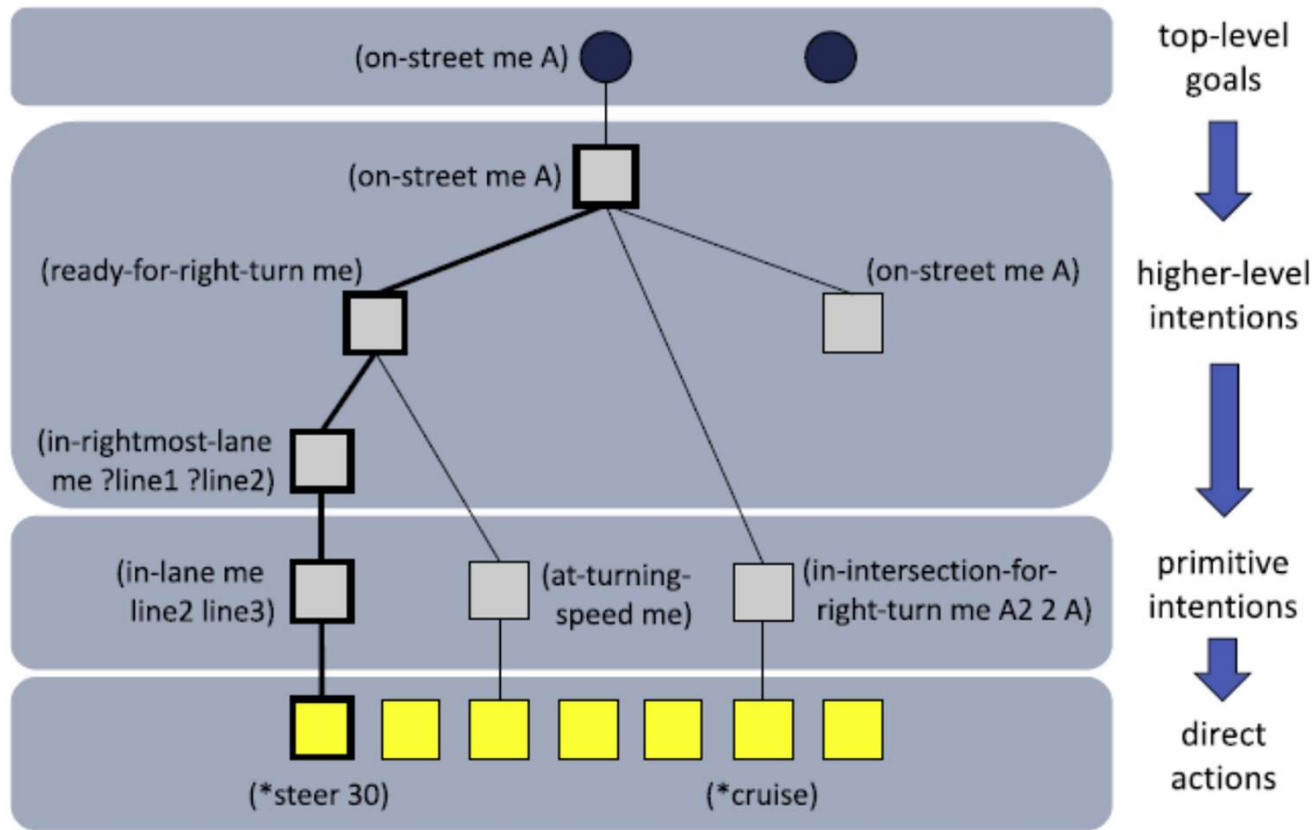 (on-street me A)
top-level
goals
(on-street me A)
(ready-for-right-turn me)
(on-street me A)
higher-level
intentions
(in-rightmost-lane
me ?line1 ?line2)
(in-lane me
line2 line3)
(at-turning-
speed me)
(in-intersection-for-
right-turn me A2 2 A)
primitive
intentions
(*steer 30)
(*cruise)
direct
actions